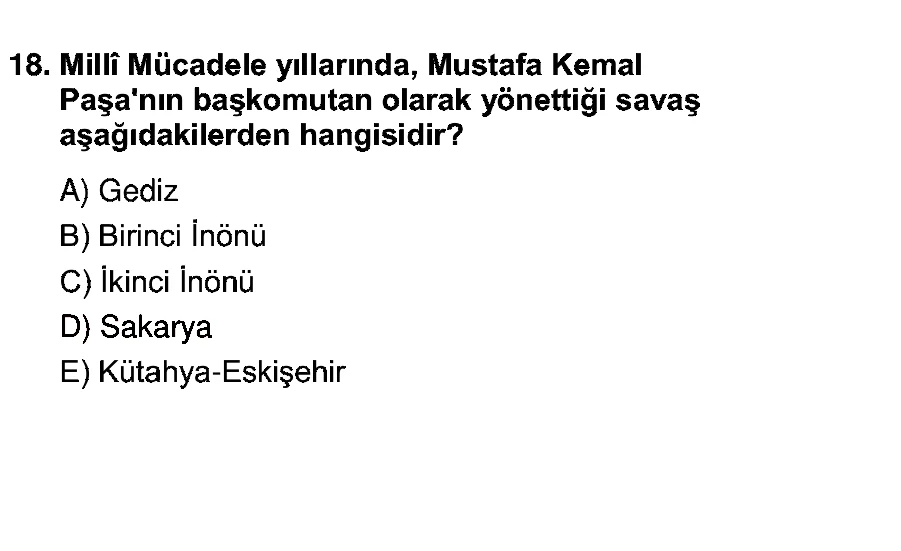 18. Millî Mücadele yıllarında, Mustafa Kemal
Paşa'nın başkomutan olarak yönettiği savaş
aşağıdakilerden hangisidir?
A) Gediz
B) Birinci İnönü
C) İkinci İnönü
D) Sakarya
E) Kütahya-Eskişehir